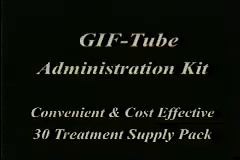 GIF-Tube
Administration Kit
Convenient & Cost Effective
30 Treatment Supply Pack